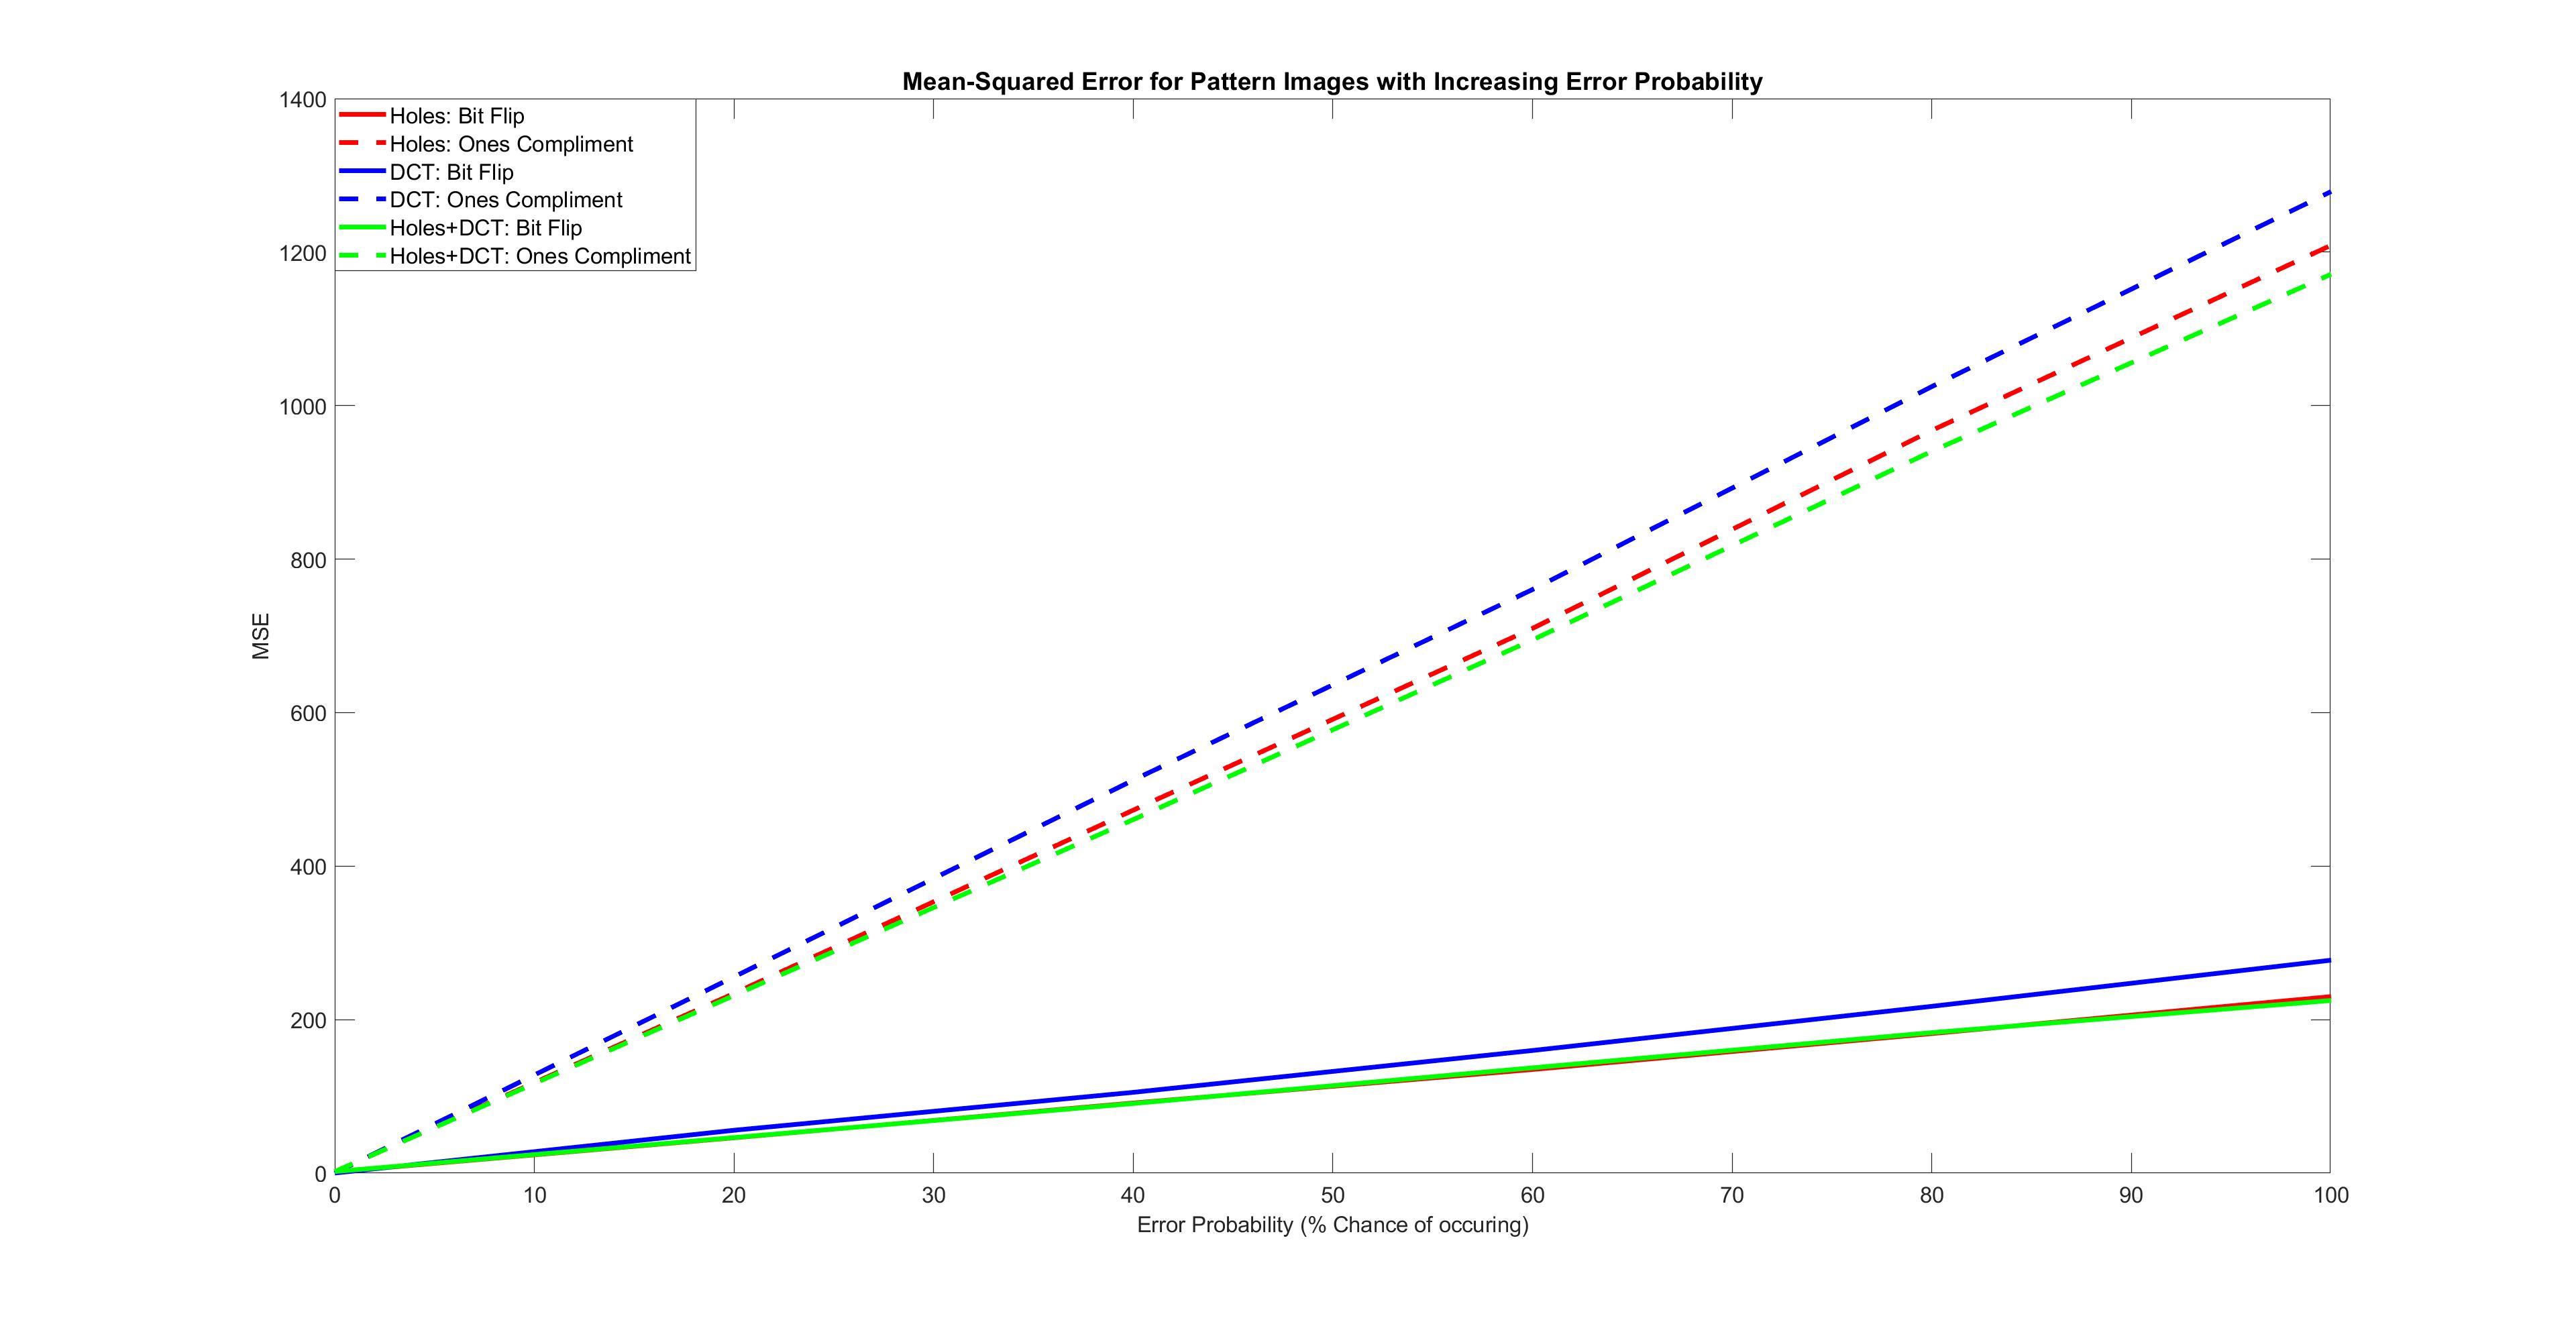 Mean-Squared Error for Pattern Images with Increasing Error Probability
1400
Holes: Bit Flip
Holes: Ones Compliment
DCT: Bit Flip
DCT: Ones Compliment
Holes+DCT: Bit Flip
Holes+DCT: Ones Compliment
1200
1000
800
MSE
600
400
200
0
0 10 20 30 40 50 60 70 80 90 100
Error Probability (% Chance of occuring)